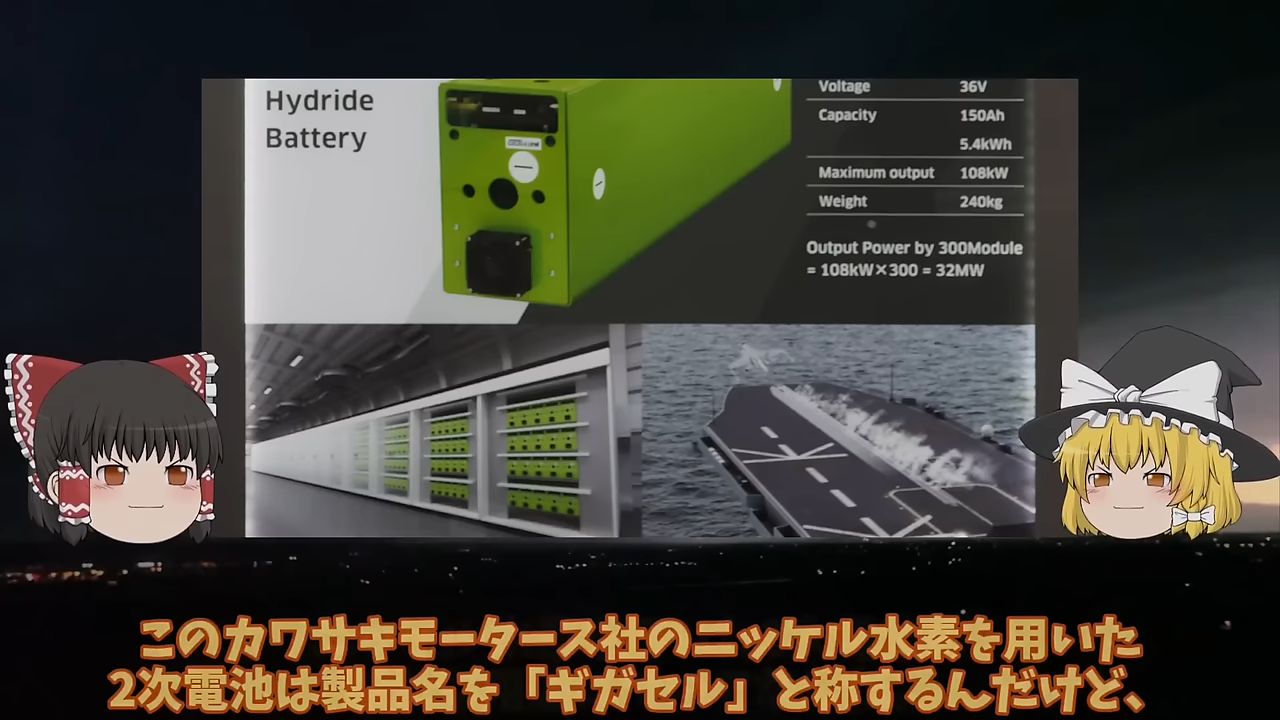 Hydride
Battery
Voltage 36V
Capacity 150Ah
5.4kWh
Maximum output 108kW
Weight 240kg
Output Power by 300Module
= 108kW×300 = 32MW
このカワサキモータース社のニッケル水素を用いた
2次電池は製品名を「ギガセル」と称するんだけど、